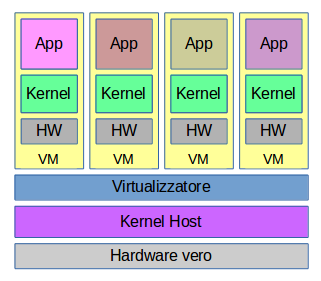 App App App App
Kernel Kernel Kernel Kernel
HW HW HW HW
VM VM VM VM
Virtualizzatore
Kernel Host
Hardware vero